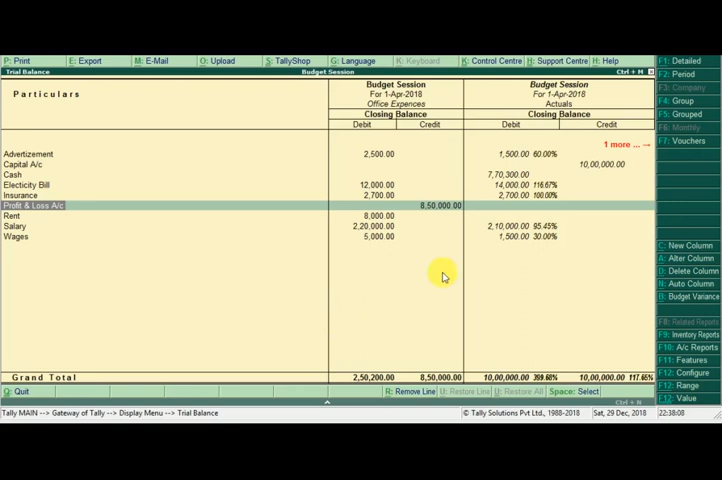 P: Print E: Export M: E-Mail O: Upload S: TallyShop G: Language K: Keyboard K: Control Centre H: Support Centre H: Help F1: Detailed
Trial Balance Budget Session Ctrl + M F2: Period
F3: Company
Particulars Budget Session Budget Session
For 1-Apr-2018 For 1-Apr-2018 F4: Group
Office Expences Actuals
Closing Balance Closing Balance F5: Grouped
Debit Credit Debit Credit F6: Monthly
F7: Vouchers
1 more ... →
Advertizement 2,500.00 1,500.00 60.00%
Capital A/c 10,00,000.00
Cash 7,70,300.00
Electicity Bill 12,000.00 14,000.00 116.67%
Insurance 2,700.00 2,700.00 100.00%
Profit & Loss A/c 8,50,000.00
Rent 8,000.00
Salary 2,20,000.00 2,10,000.00 95.45%
Wages 5,000.00 1,500.00 30.00%
C: New Column
A: Alter Column
D: Delete Column
N: Auto Column
B: Budget Variance
F8: Related Reports
F9: Inventory Reports
F10: A/c Reports
F11: Features
F12: Configure
F12: Range
F12: Value
Grand Total 2,50,200.00 8,50,000.00 10,00,000.00 399.68% 10,00,000.00 117.65%
Q: Quit R: Remove Line U: Restore Line U: Restore All Space: Select
Ctrl + N
Tally MAIN --> Gateway of Tally --> Display Menu --> Trial Balance © Tally Solutions Pvt Ltd., 1988-2018 Sat, 29 Dec, 2018 22:38:08